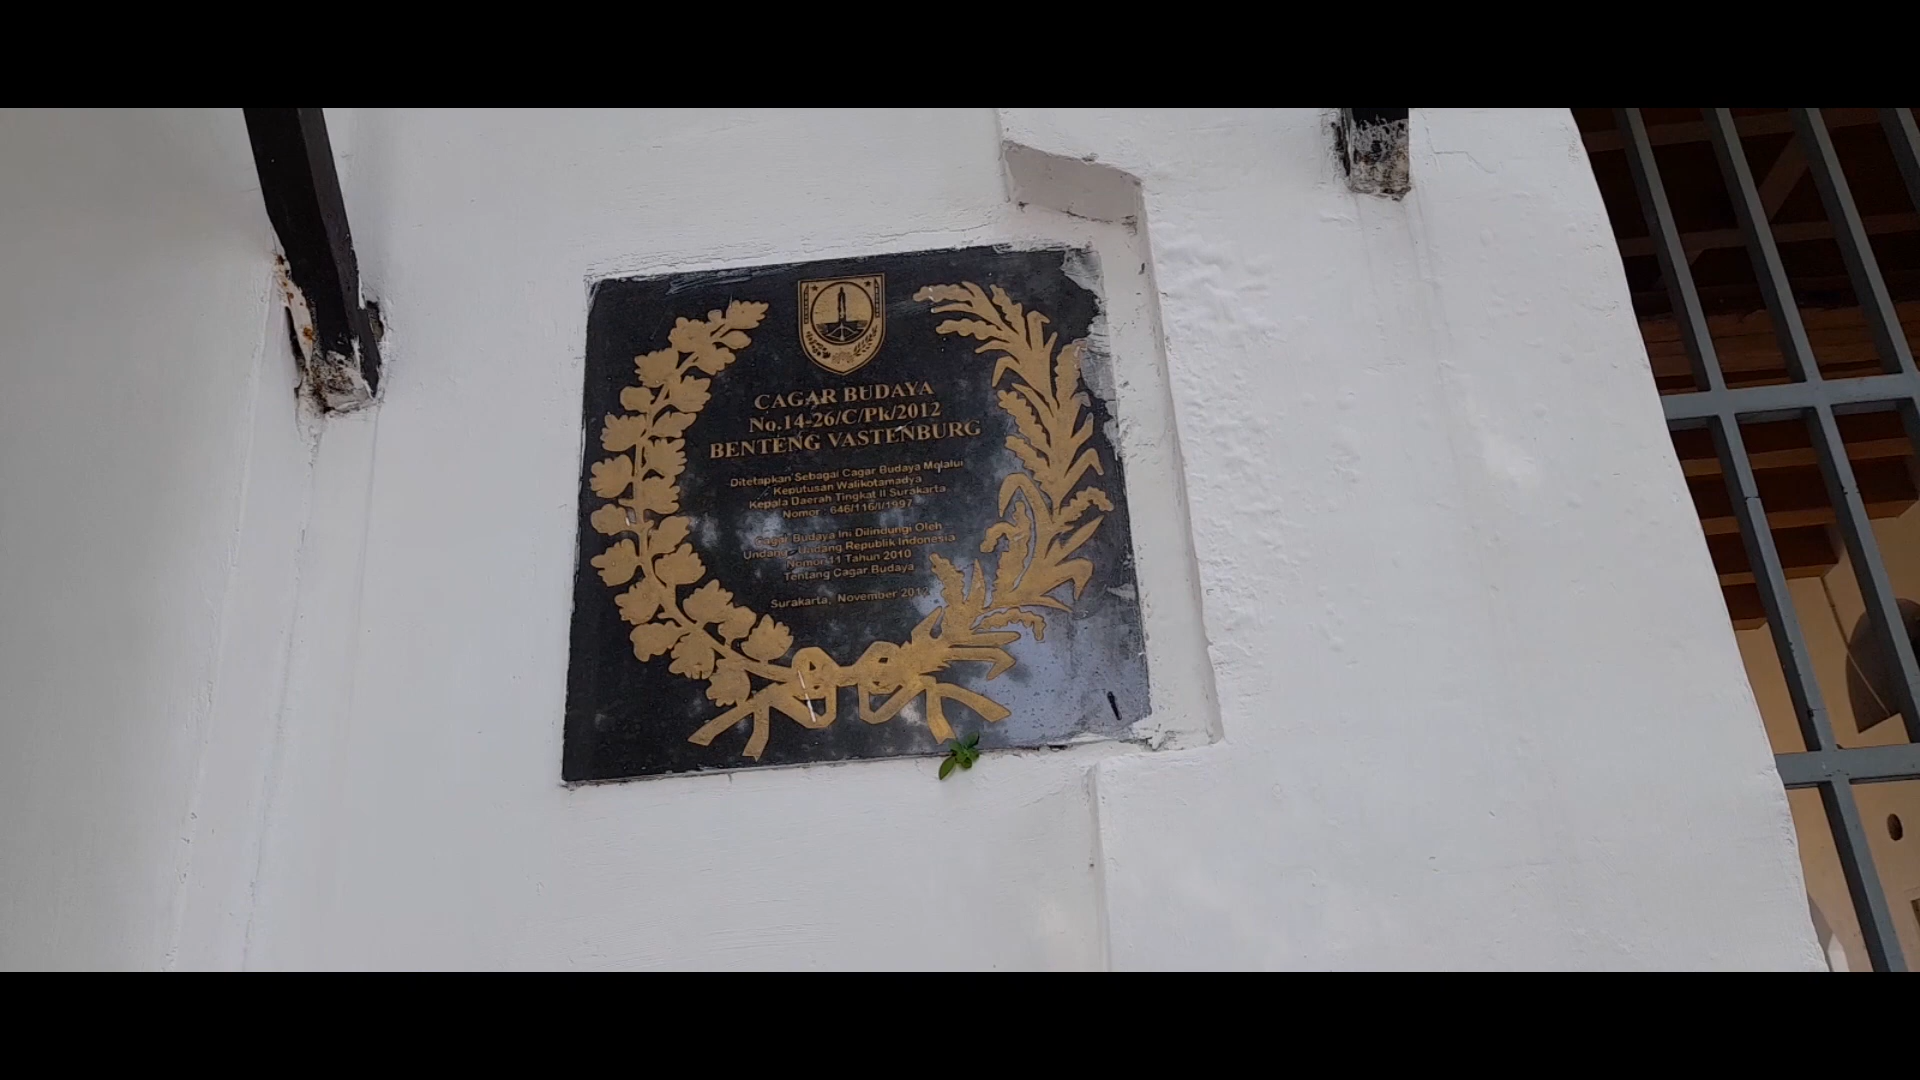 CAGAR BUDAYA
No.14-26/C/Pk/2012
BENTENG VASTENBURG
Ditetapkan Sebagai Cagar Budaya Melalui
Keputusan Walikotamadya
Kepala Daerah Tingkat II Surakarta
Nomor : 646/116/I/1997
Cagar Budaya Ini Dilindungi Oleh
Undang - Undang Republik Indonesia
Nomor 11 Tahun 2010
Tentang Cagar Budaya
Surakarta, November 2012